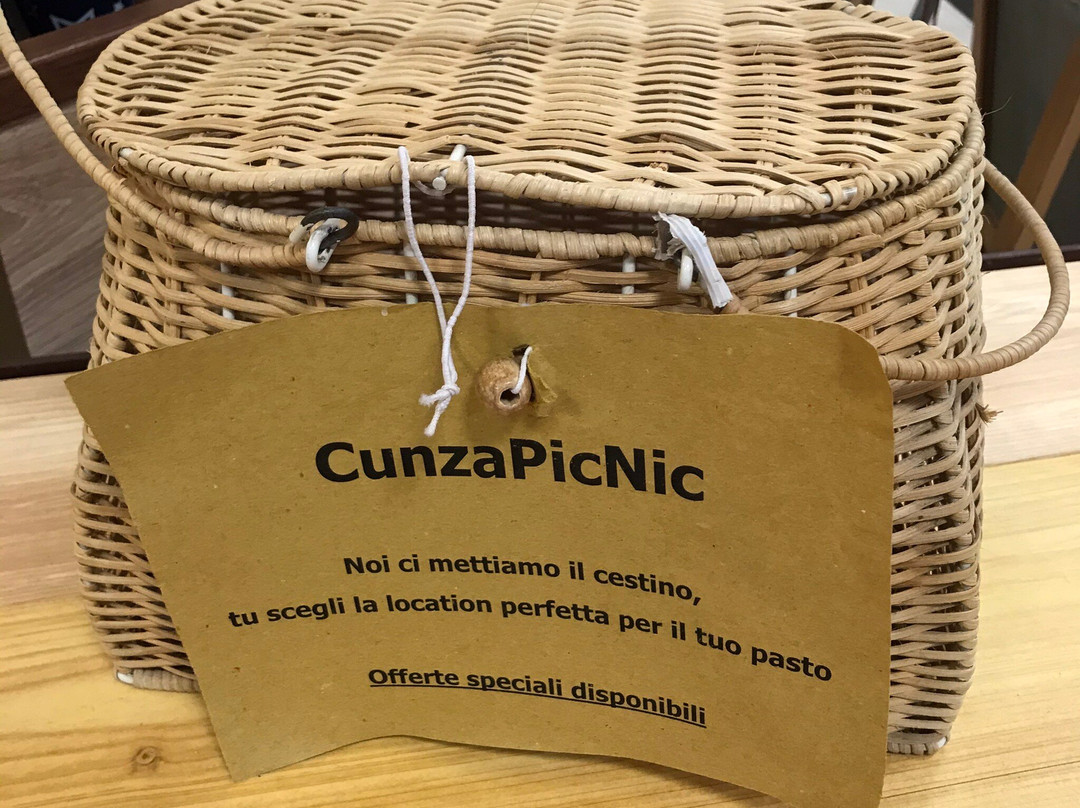 CunzaPicNic
Noi ci mettiamo il cestino,
tu scegli la location perfetta per il tuo pasto
Offerte speciali disponibili